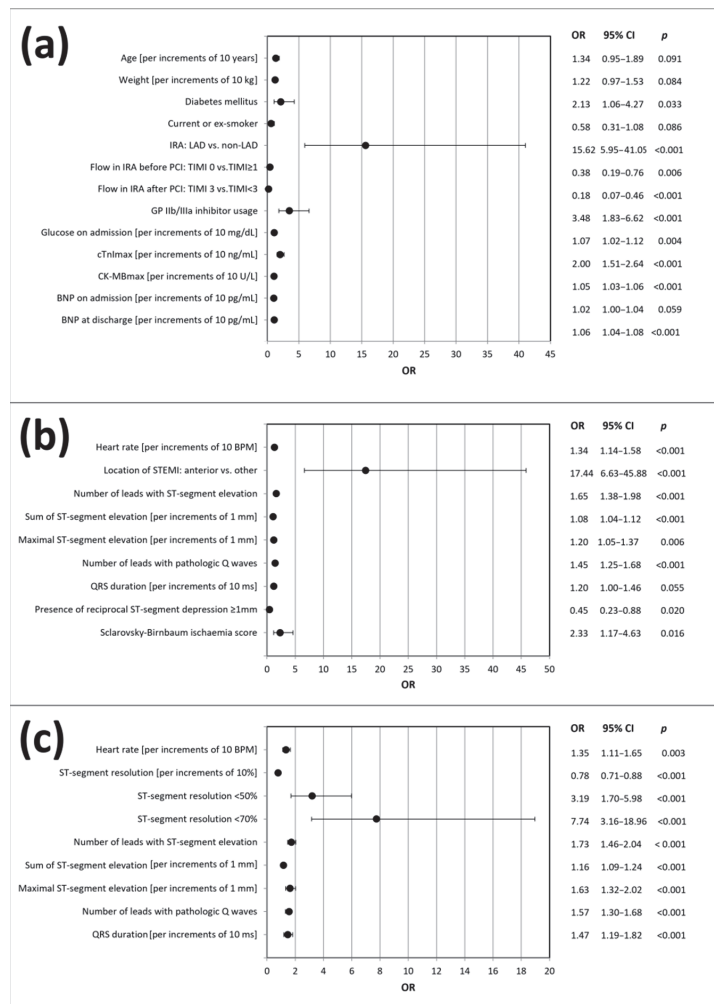 (a)
OR 95% CI p
Age [per increments of 10 years] 1.34 0.95–1.89 0.091
Weight [per increments of 10 kg] 1.22 0.97–1.53 0.084
Diabetes mellitus 2.13 1.06–4.27 0.033
Current or ex-smoker 0.58 0.31–1.08 0.086
IRA: LAD vs. non-LAD 15.62 5.95–41.05 <0.001
Flow in IRA before PCI: TIMI 0 vs.TIMI≥1 0.38 0.19–0.76 0.006
Flow in IRA after PCI: TIMI 3 vs.TIMI<3 0.18 0.07–0.46 <0.001
GP IIb/IIIa inhibitor usage 3.48 1.83–6.62 <0.001
Glucose on admission [per increments of 10 mg/dL] 1.07 1.02–1.12 0.004
cTnImax [per increments of 10 ng/mL] 2.00 1.51–2.64 <0.001
CK-MBmax [per increments of 10 U/L] 1.05 1.03–1.06 <0.001
BNP on admission [per increments of 10 pg/mL] 1.02 1.00–1.04 0.059
BNP at discharge [per increments of 10 pg/mL] 1.06 1.04–1.08 <0.001
0 5 10 15 20 25 30 35 40 45
OR
(b)
OR 95% CI p
Heart rate [per increments of 10 BPM] 1.34 1.14–1.58 <0.001
Location of STEMI: anterior vs. other 17.44 6.63–45.88 <0.001
Number of leads with ST-segment elevation 1.65 1.38–1.98 <0.001
Sum of ST-segment elevation [per increments of 1 mm] 1.08 1.04–1.12 <0.001
Maximal ST-segment elevation [per increments of 1 mm] 1.20 1.05–1.37 0.006
Number of leads with pathologic Q waves 1.45 1.25–1.68 <0.001
QRS duration [per increments of 10 ms] 1.20 1.00–1.46 0.055
Presence of reciprocal ST-segment depression ≥1mm 0.45 0.23–0.88 0.020
Sclarovsky-Birnbaum ischaemia score 2.33 1.17–4.63 0.016
0 5 10 15 20 25 30 35 40 45 50
OR
(c)
OR 95% CI p
Heart rate [per increments of 10 BPM] 1.35 1.11–1.65 0.003
ST-segment resolution [per increments of 10%] 0.78 0.71–0.88 <0.001
ST-segment resolution <50% 3.19 1.70–5.98 <0.001
ST-segment resolution <70% 7.74 3.16–18.96 <0.001
Number of leads with ST-segment elevation 1.73 1.46–2.04 < 0.001
Sum of ST-segment elevation [per increments of 1 mm] 1.16 1.09–1.24 <0.001
Maximal ST-segment elevation [per increments of 1 mm] 1.63 1.32–2.02 <0.001
Number of leads with pathologic Q waves 1.57 1.30–1.68 <0.001
QRS duration [per increments of 10 ms] 1.47 1.19–1.82 <0.001
0 2 4 6 8 10 12 14 16 18 20
OR